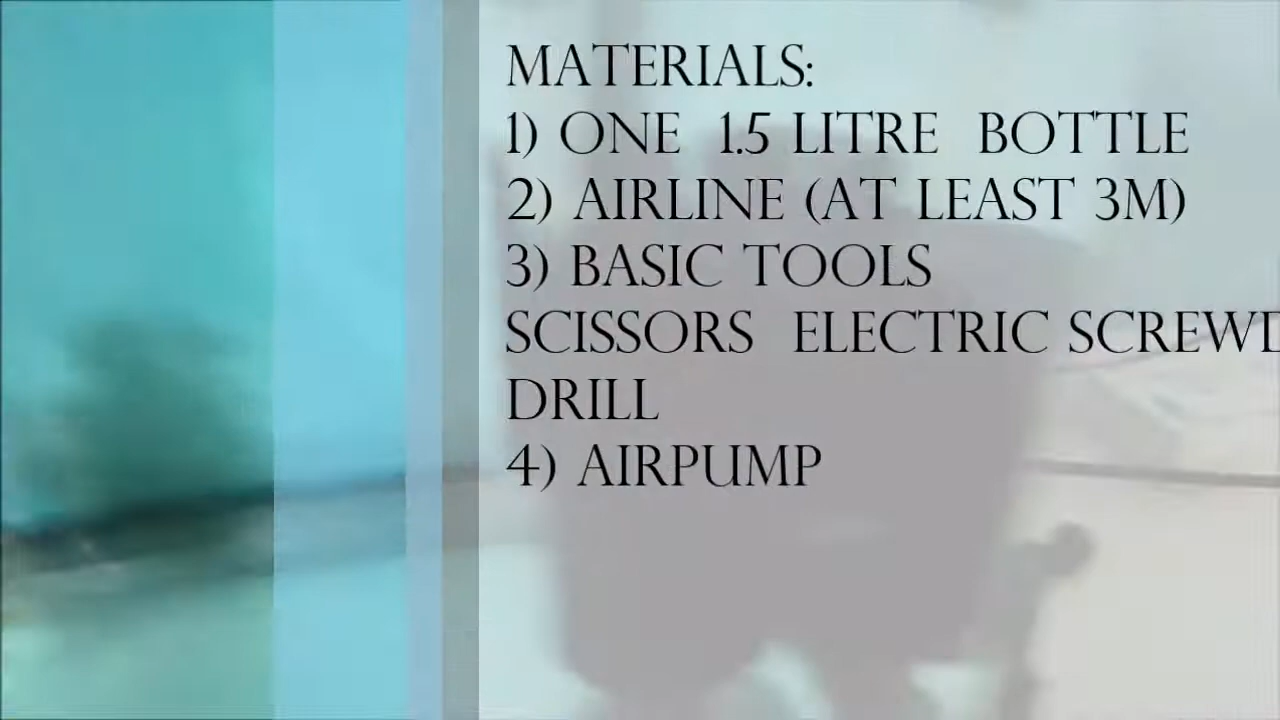 MATERIALS:
1) ONE 1.5 LITRE BOTTLE
2) AIRLINE (AT LEAST 3M)
3) BASIC TOOLS
SCISSORS ELECTRIC
DRILL
4) AIRPUMP